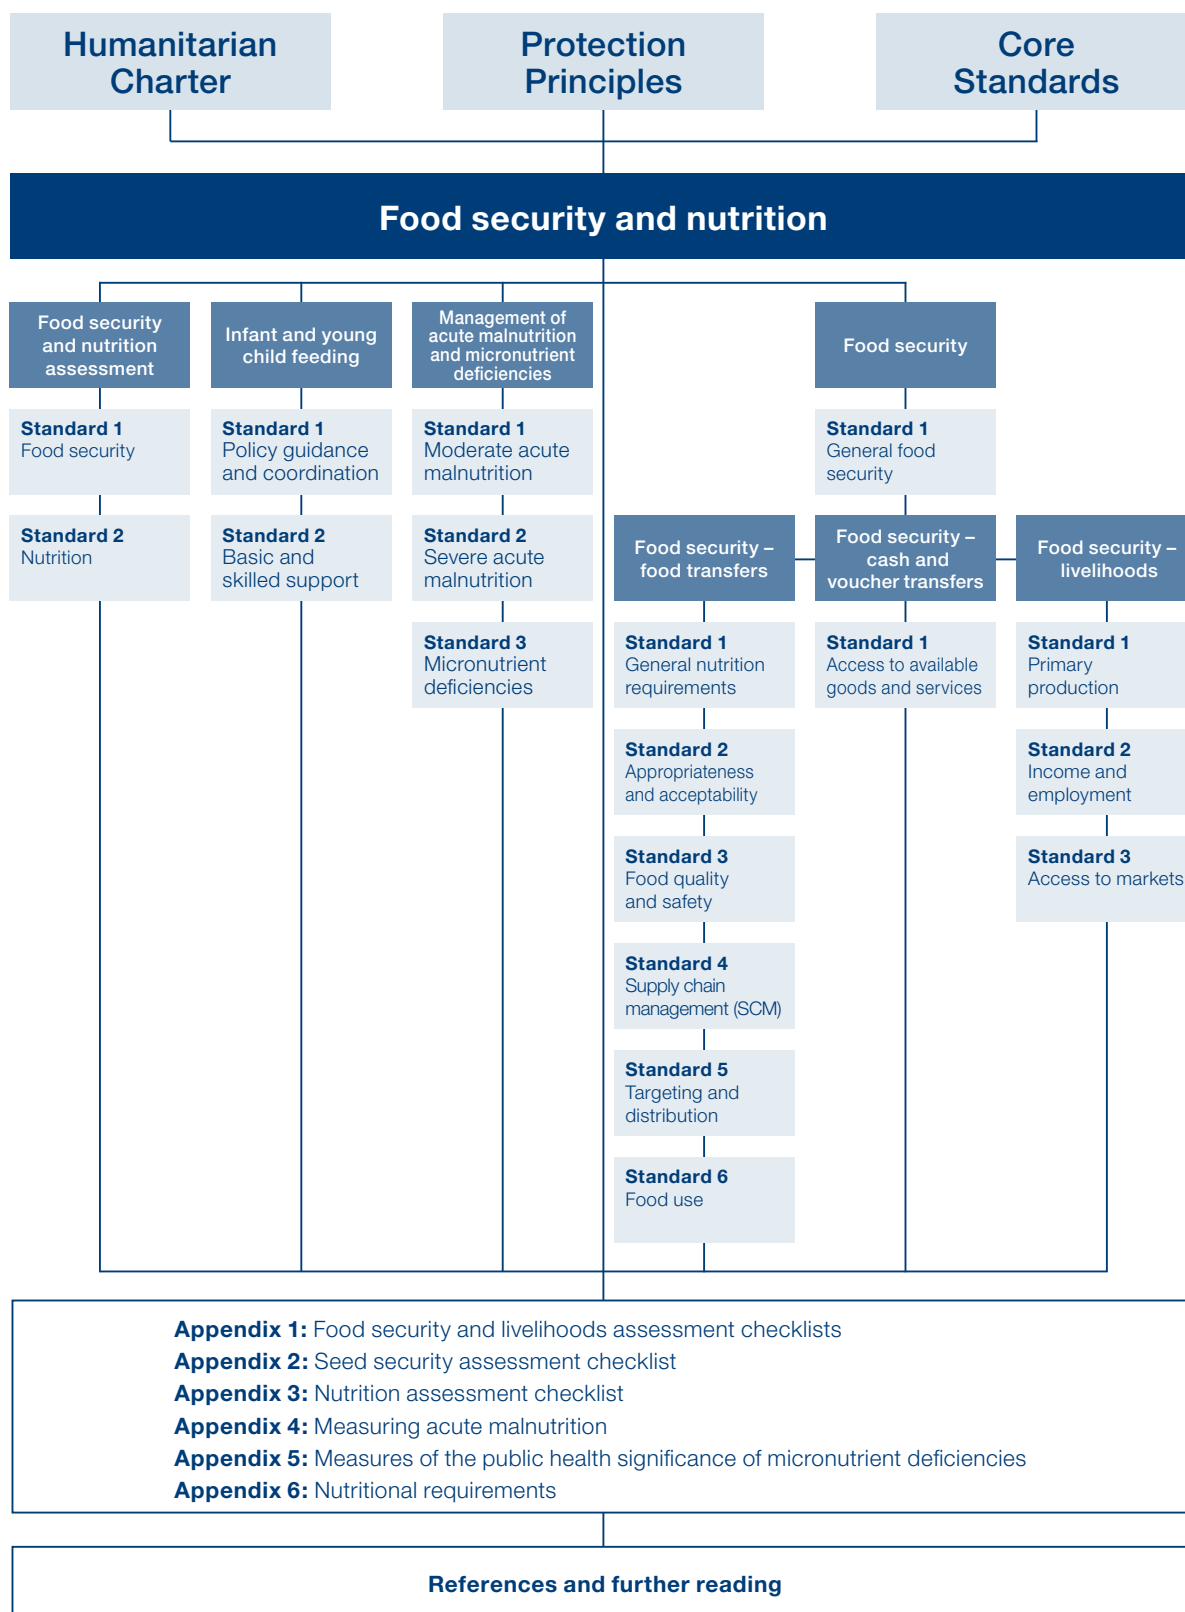 Humanitarian
Charter
Protection
Principles
Core
Standards
Food security and nutrition
Food security
and nutrition
assessment
Standard 1
Food security
Standard 2
Nutrition
Infant and young
child feeding
Standard 1
Policy guidance
and coordination
Standard 2
Basic and
skilled support
Management of
acute malnutrition
and micronutrient
deficiencies
Standard 1
Moderate acute
malnutrition
Standard 2
Severe acute
malnutrition
Standard 3
Micronutrient
deficiencies
Food security
Standard 1
General food
security
Food security –
food transfers
Standard 1
General nutrition
requirements
Standard 2
Appropriateness
and acceptability
Standard 3
Food quality
and safety
Standard 4
Supply chain
management (SCM)
Standard 5
Targeting and
distribution
Standard 6
Food use
Food security –
cash and
voucher transfers
Standard 1
Access to available
goods and services
Food security –
livelihoods
Standard 1
Primary
production
Standard 2
Income and
employment
Standard 3
Access to markets
Appendix 1: Food security and livelihoods assessment checklists
Appendix 2: Seed security assessment checklist
Appendix 3: Nutrition assessment checklist
Appendix 4: Measuring acute malnutrition
Appendix 5: Measures of the public health significance of micronutrient deficiencies
Appendix 6: Nutritional requirements
References and further reading